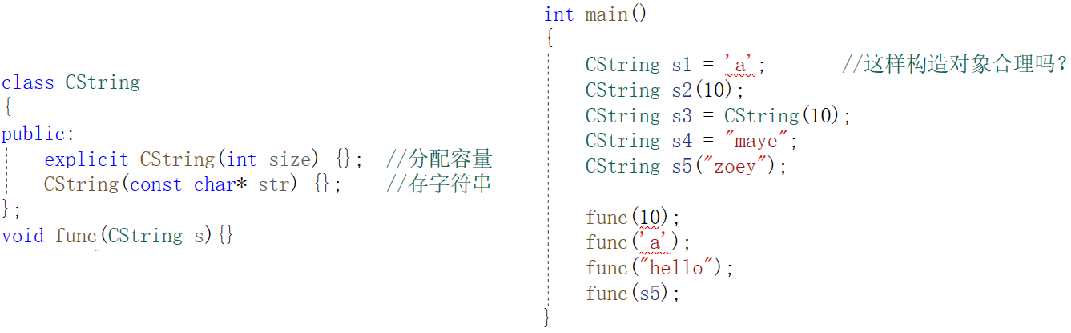 class CString
{
public:
    explicit CString(int size) {};  //分配容量
    CString(const char* str) {};    //存字符串
};
void func(CString s){}
int main()
{
    CString s1 = 'a';       //这样构造对象合理吗?
    CString s2(10);
    CString s3 = CString(10);
    CString s4 = "maye";
    CString s5("zoey");

    func(10);
    func('a');
    func("hello");
    func(s5);
}